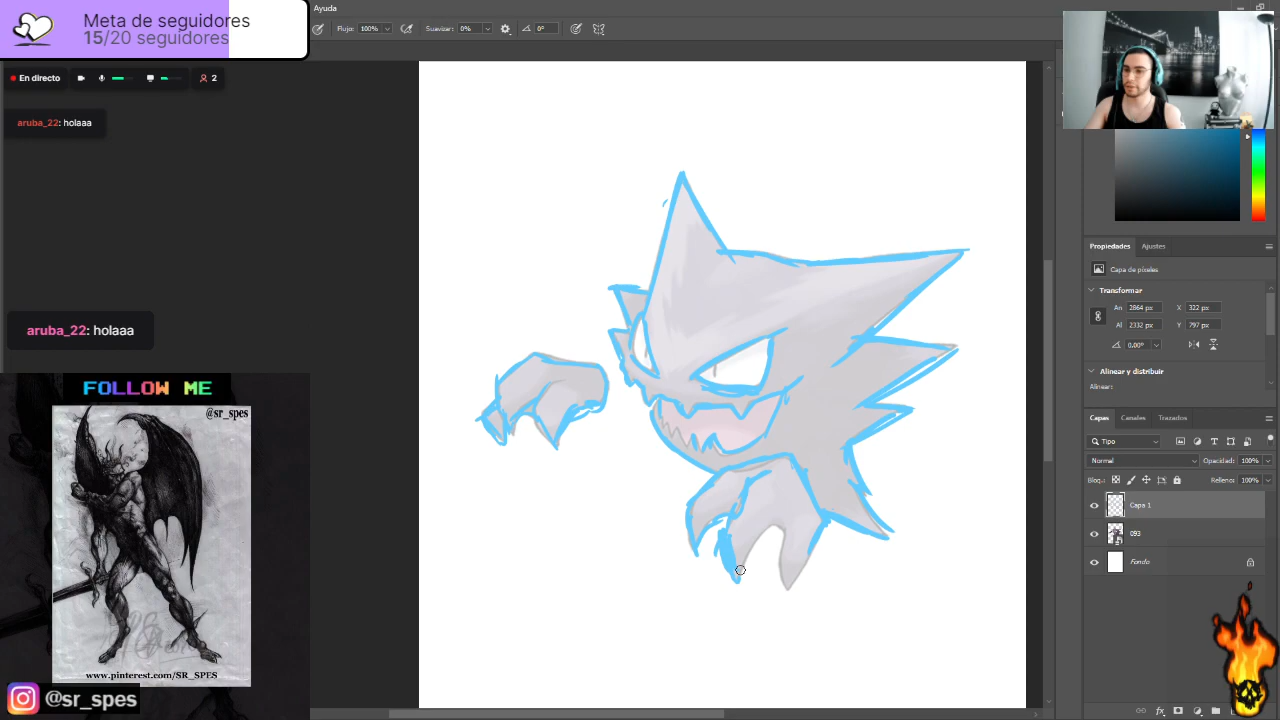 Meta de seguidores
15/20 seguidores
Ayuda
Flujo: 100%
Suavizar: 0%
0°
En directo
2
aruba_22: holaaa
aruba_22: holaaa
FOLLOW ME
@sr_spes
www.pinterest.com/SR_SPES
@sr_spes
Propiedades
Ajustes
Capa de píxeles
Transformar
An 2864 px
X 322 px
Al 2332 px
Y 797 px
0,00°
Alinear y distribuir
Alinear:
Capas
Canales
Trazados
Tipo
Normal
Opacidad: 100%
Bloq.:
Relleno: 100%
Capa 1
093
Fondo
fx